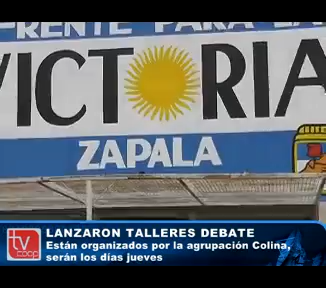 FRENTE PARA LA
VICTORIA
ZAPALA
tv
COOP
LANZARON TALLERES DEBATE
Están organizados por la agrupación Colina,
serán los días jueves